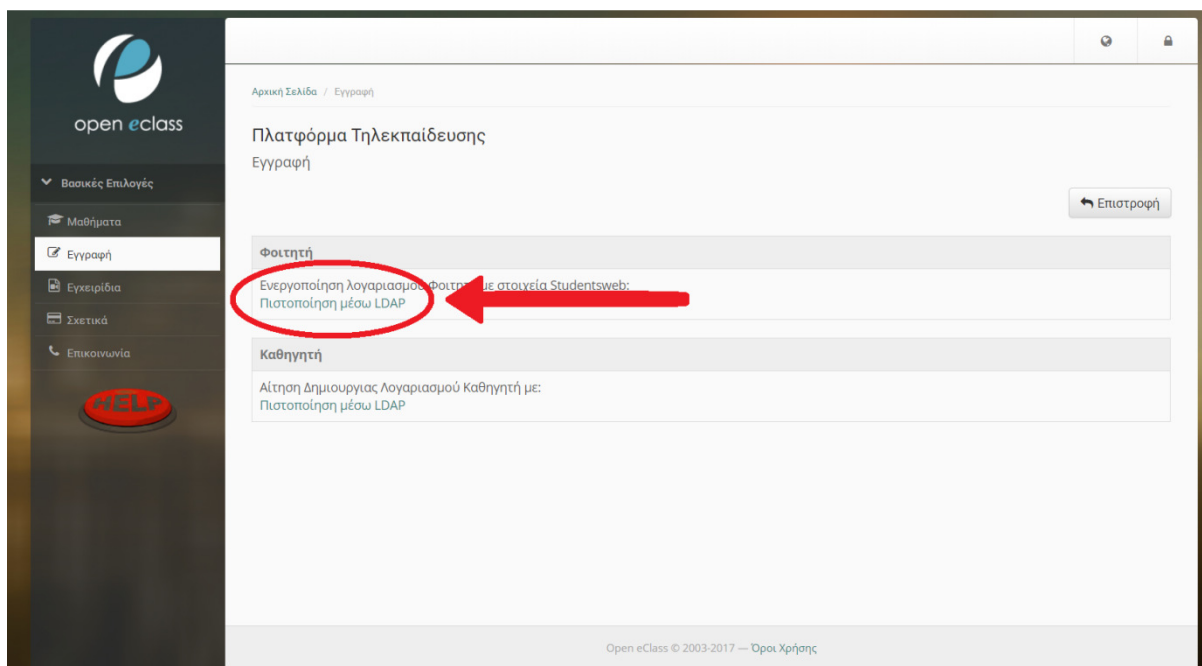 open eclass
Βασικές Επιλογές
Μαθήματα
Εγγραφή
Εγχειρίδια
Σχετικά
Επικοινωνία
HELP
Αρχική Σελίδα / Εγγραφή
Πλατφόρμα Τηλεκπαίδευσης
Εγγραφή
Επιστροφή
Φοιτητή
Ενεργοποίηση λογαριασμού Φοιτητή με στοιχεία Studentsweb:
Πιστοποίηση μέσω LDAP
Καθηγητή
Αίτηση Δημιουργιας Λογαριασμού Καθηγητή με:
Πιστοποίηση μέσω LDAP
Open eClass © 2003-2017 — Όροι Χρήσης